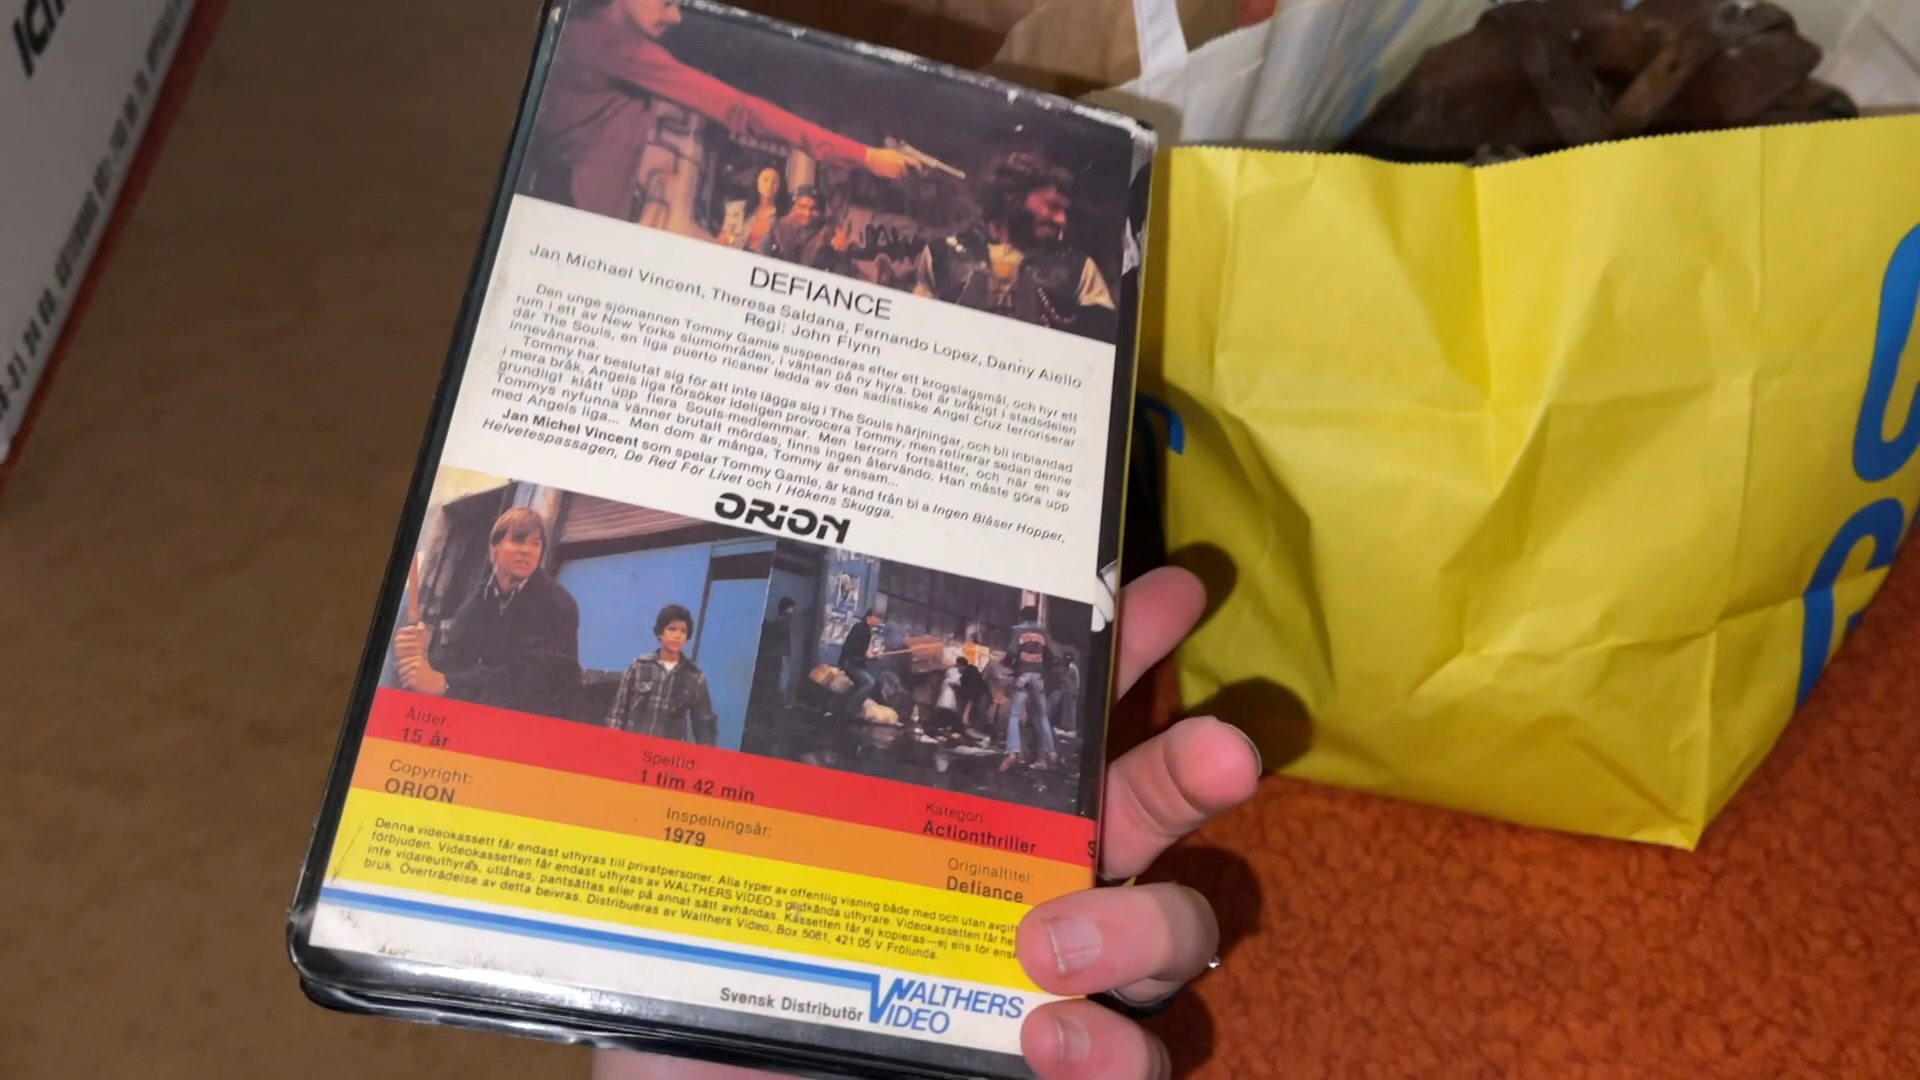 DEFIANCE
Jan Michael Vincent, Theresa Saldana, Fernando Lopez, Danny Aiello
Regi: John Flynn
Den unge sjömannen Tommy Gamle suspenderas efter ett krogslagsmål, och hyr ett
rum i ett av New Yorks slumområden, i väntan på ny hyra. Det är bråkigt i stadsdelen
där The Souls, en liga puerto ricaner ledda av den sadistiske Angel Cruz terroriserar
innevånarna.
Tommy har beslutat sig för att inte lägga sig i The Souls härjningar, och bli inblandad
i mera bråk. Angels liga försöker ideligen provocera Tommy, men retirerar sedan denne
grundligt klått upp flera Souls-medlemmar. Men terrorn fortsätter, och när en av
Tommys nyfunna vänner brutalt mördas, finns ingen återvändo. Han måste göra upp
med Angels liga... Men dom är många, Tommy är ensam...
Jan Michel Vincent som spelar Tommy Gamle, är känd från bl a Ingen Blåser Hopper,
Helvetespassagen, De Red För Livet och I Hökens Skugga.
ORION
Ålder:
15 år
Speltid:
1 tim 42 min
Kategori:
Actionthriller
Copyright:
ORION
Inspelningsår:
1979
Originaltitel:
Defiance
Denna videokassett får endast uthyras till privatpersoner. Alla typer av offentlig visning både med och utan avgift
förbjuden. Videokassetten får endast uthyras av WALTHERS VIDEO:s godkända uthyrare. Videokassetten får
inte vidareuthyras, utlånas, pantsättas eller på annat sätt avhändas. Kassetten får ej kopieras—ej ens för
bruk. Överträdelse av detta beivras. Distribueras av Walthers Video, Box 5081, 421 05 V Frölunda.
Svensk Distributör
WALTHERS
VIDEO